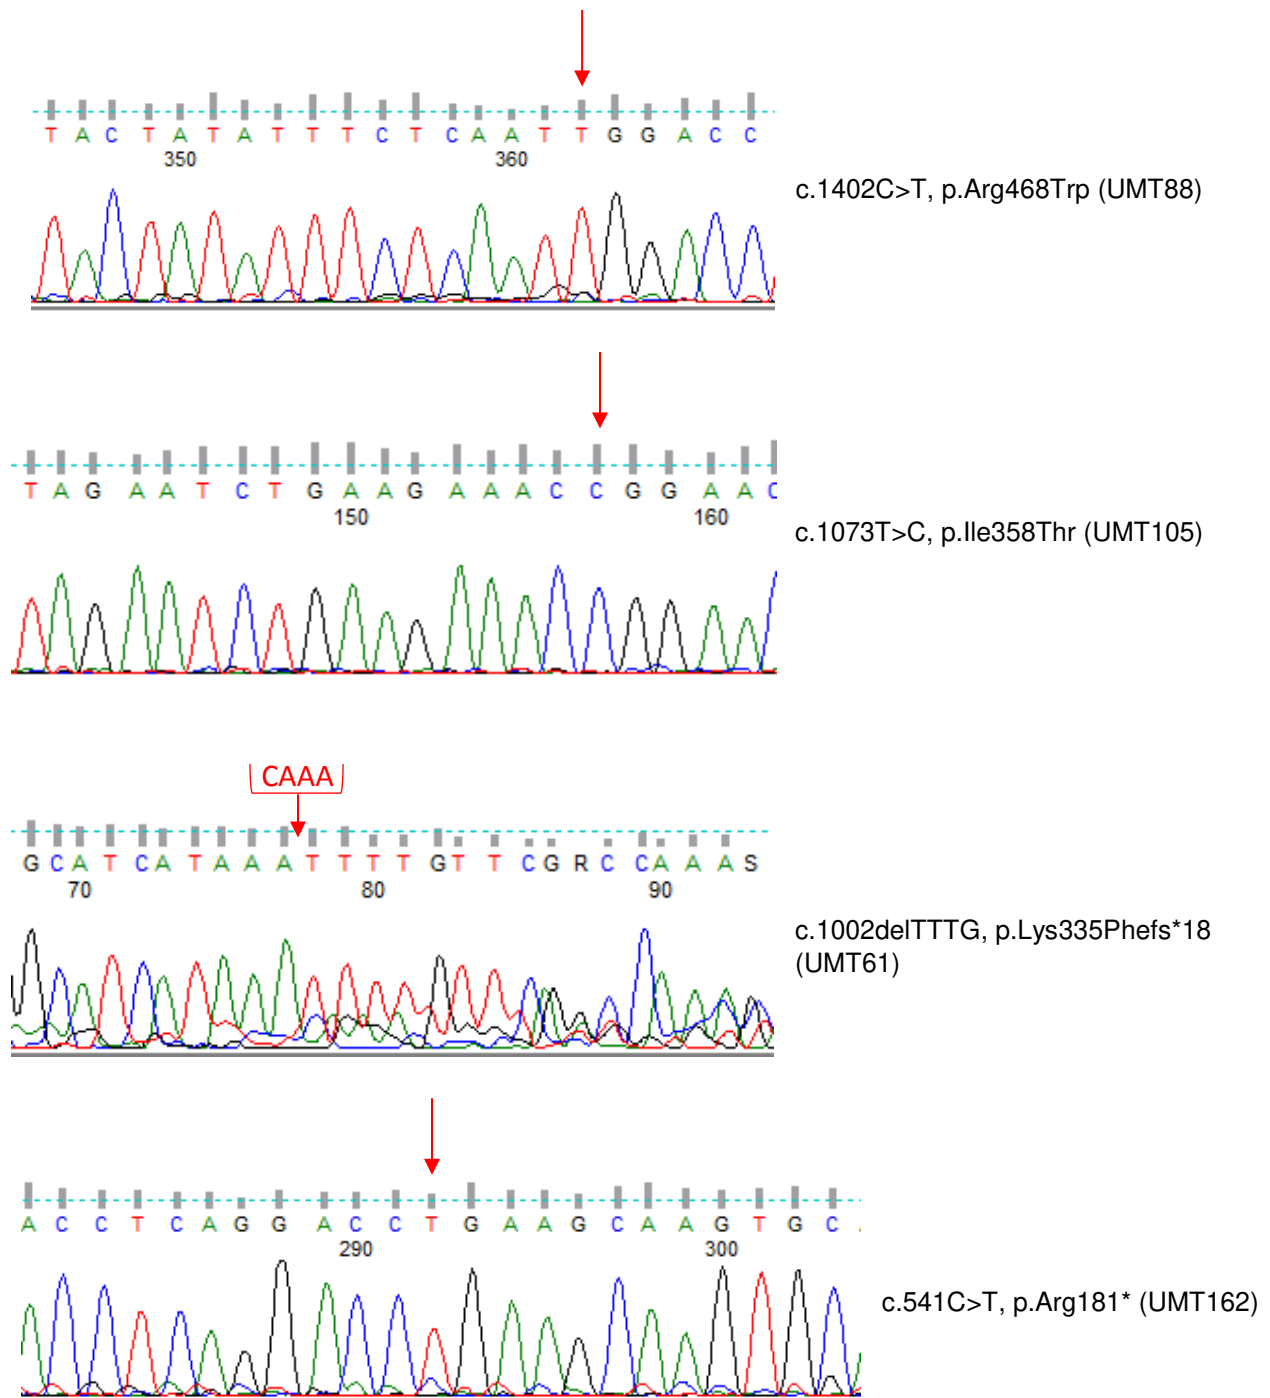 T A C T A T A T T T C T C A A T T G G A C C
350 360
c.1402C>T, p.Arg468Trp (UMT88)
T A G A A T C T G A A G A A A C C G G A A C
150 160
c.1073T>C, p.Ile358Thr (UMT105)
CAAA
G C A T C A T A A A T T T T G T T C G R C C A A A S
70 80 90
c.1002delTTTG, p.Lys335Phefs*18
(UMT61)
A C C T C A G G A C C T G A A G C A A G T G C
290 300
c.541C>T, p.Arg181* (UMT162)